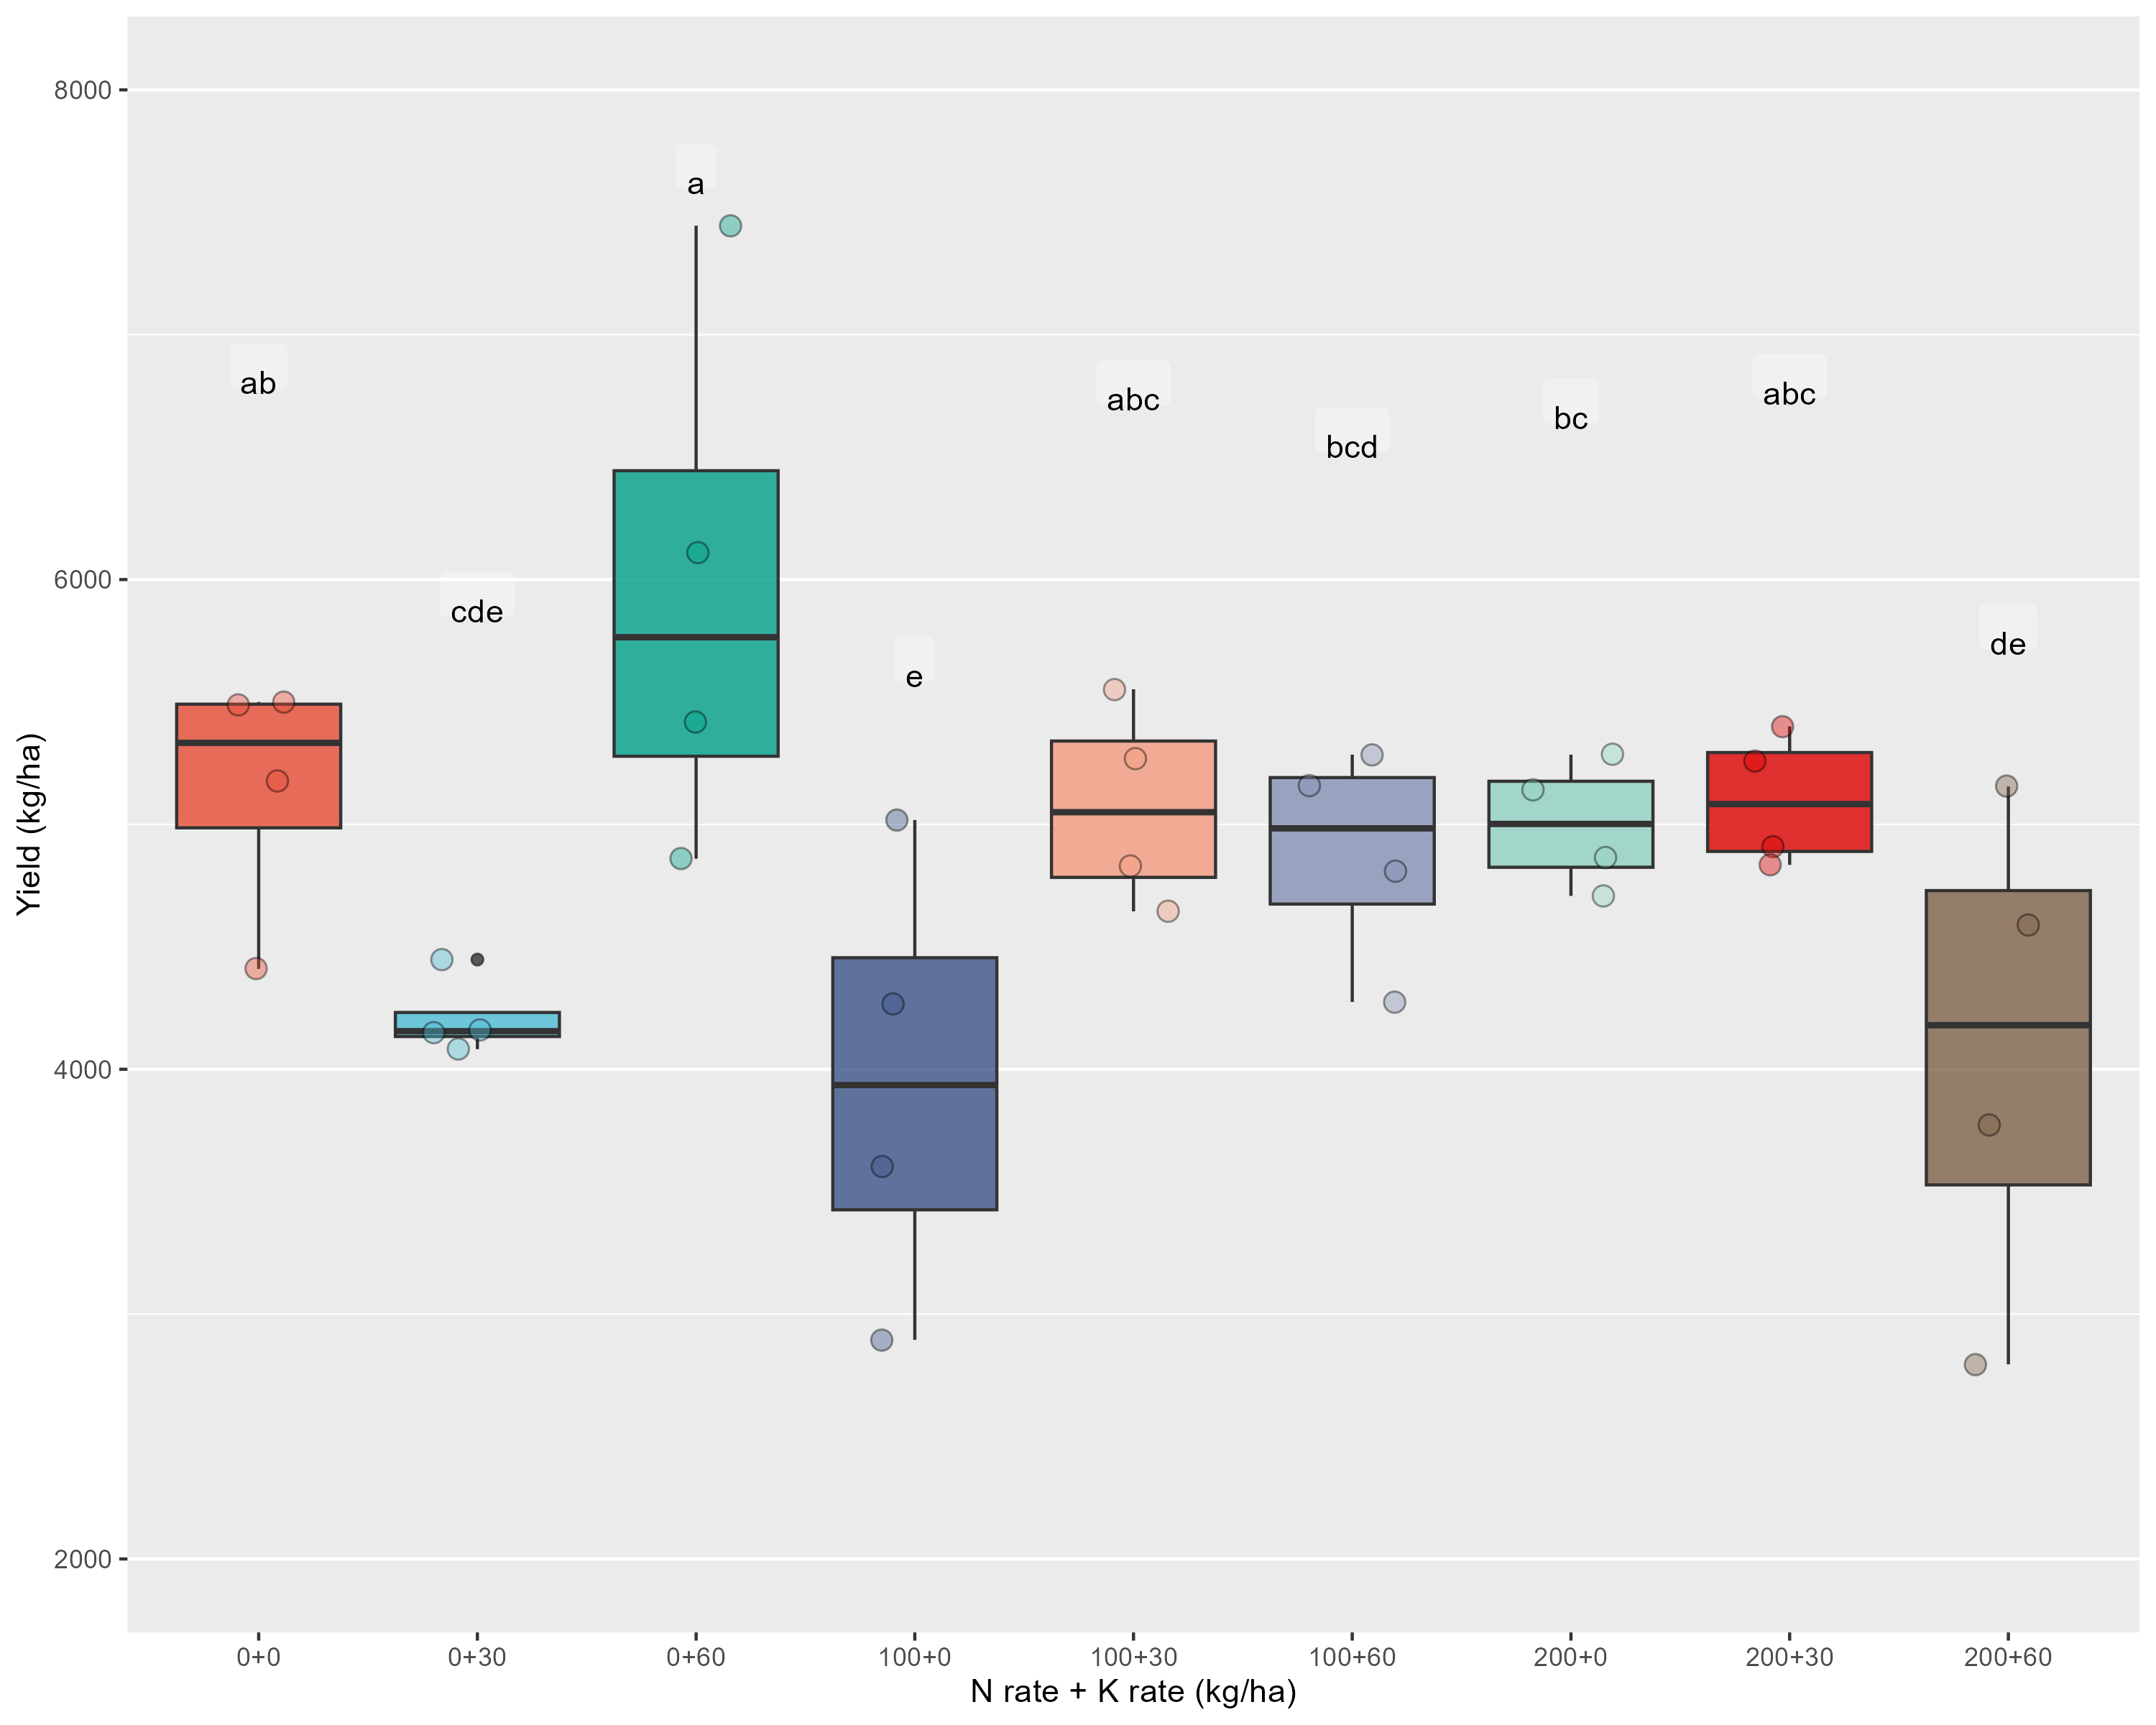 8000
6000
4000
2000
Yield (kg/ha)
a
ab
abc
abc
bc
bcd
cde
de
e
0+0 0+30 0+60 100+0 100+30 100+60 200+0 200+30 200+60
N rate + K rate (kg/ha)